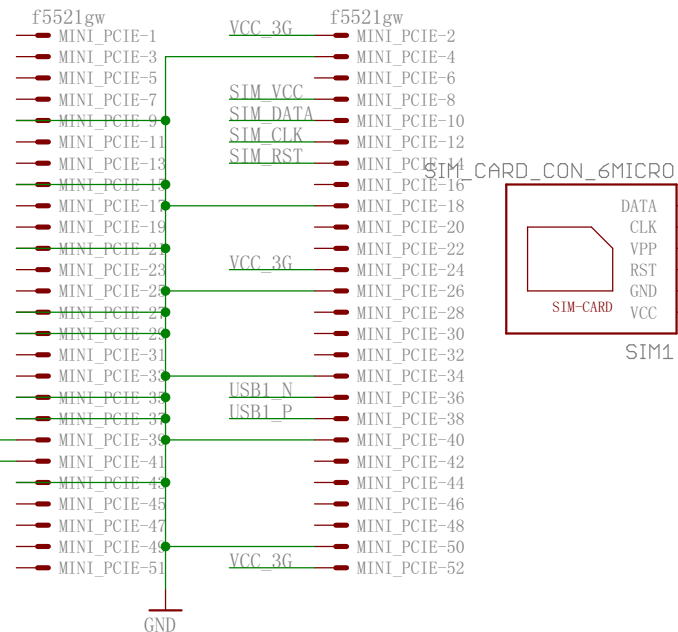 f5521gw
MINI_PCIE-1
MINI_PCIE-3
MINI_PCIE-5
MINI_PCIE-7
MINI_PCIE-9
MINI_PCIE-11
MINI_PCIE-13
MINI_PCIE-15
MINI_PCIE-17
MINI_PCIE-19
MINI_PCIE-21
MINI_PCIE-23
MINI_PCIE-25
MINI_PCIE-27
MINI_PCIE-29
MINI_PCIE-31
MINI_PCIE-33
MINI_PCIE-35
MINI_PCIE-37
MINI_PCIE-39
MINI_PCIE-41
MINI_PCIE-43
MINI_PCIE-45
MINI_PCIE-47
MINI_PCIE-49
MINI_PCIE-51
GND
VCC_3G
SIM_VCC
SIM_DATA
SIM_CLK
SIM_RST
VCC_3G
USB1_N
USB1_P
VCC_3G
f5521gw
MINI_PCIE-2
MINI_PCIE-4
MINI_PCIE-6
MINI_PCIE-8
MINI_PCIE-10
MINI_PCIE-12
MINI_PCIE-14
MINI_PCIE-16
MINI_PCIE-18
MINI_PCIE-20
MINI_PCIE-22
MINI_PCIE-24
MINI_PCIE-26
MINI_PCIE-28
MINI_PCIE-30
MINI_PCIE-32
MINI_PCIE-34
MINI_PCIE-36
MINI_PCIE-38
MINI_PCIE-40
MINI_PCIE-42
MINI_PCIE-44
MINI_PCIE-46
MINI_PCIE-48
MINI_PCIE-50
MINI_PCIE-52
SIM_CARD_CON_6MICRO
DATA
CLK
VPP
RST
GND
VCC
SIM-CARD
SIM1